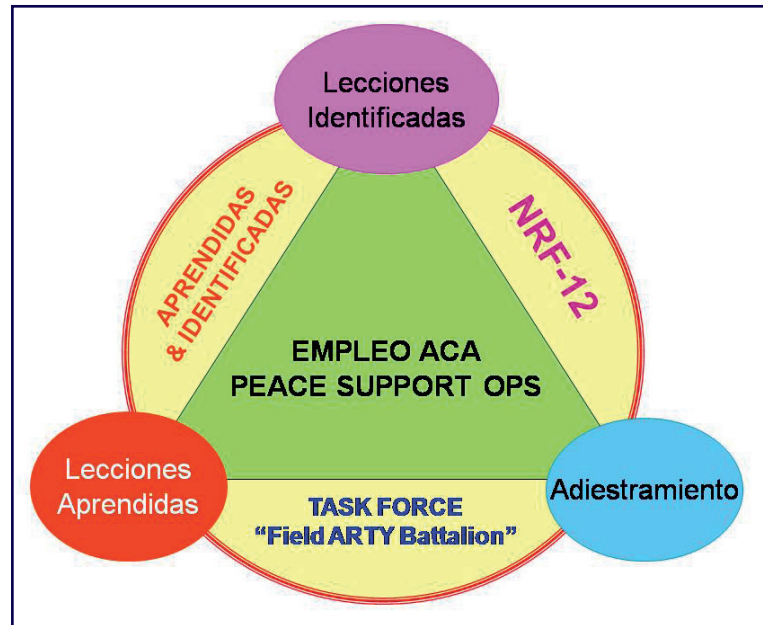 Lecciones
Identificadas
APRENDIDAS
& IDENTIFICADAS
NRF-12
EMPLEO ACA
PEACE SUPPORT OPS
Lecciones
Aprendidas
TASK FORCE
“Field ARTY Battalion”
Adiestramiento